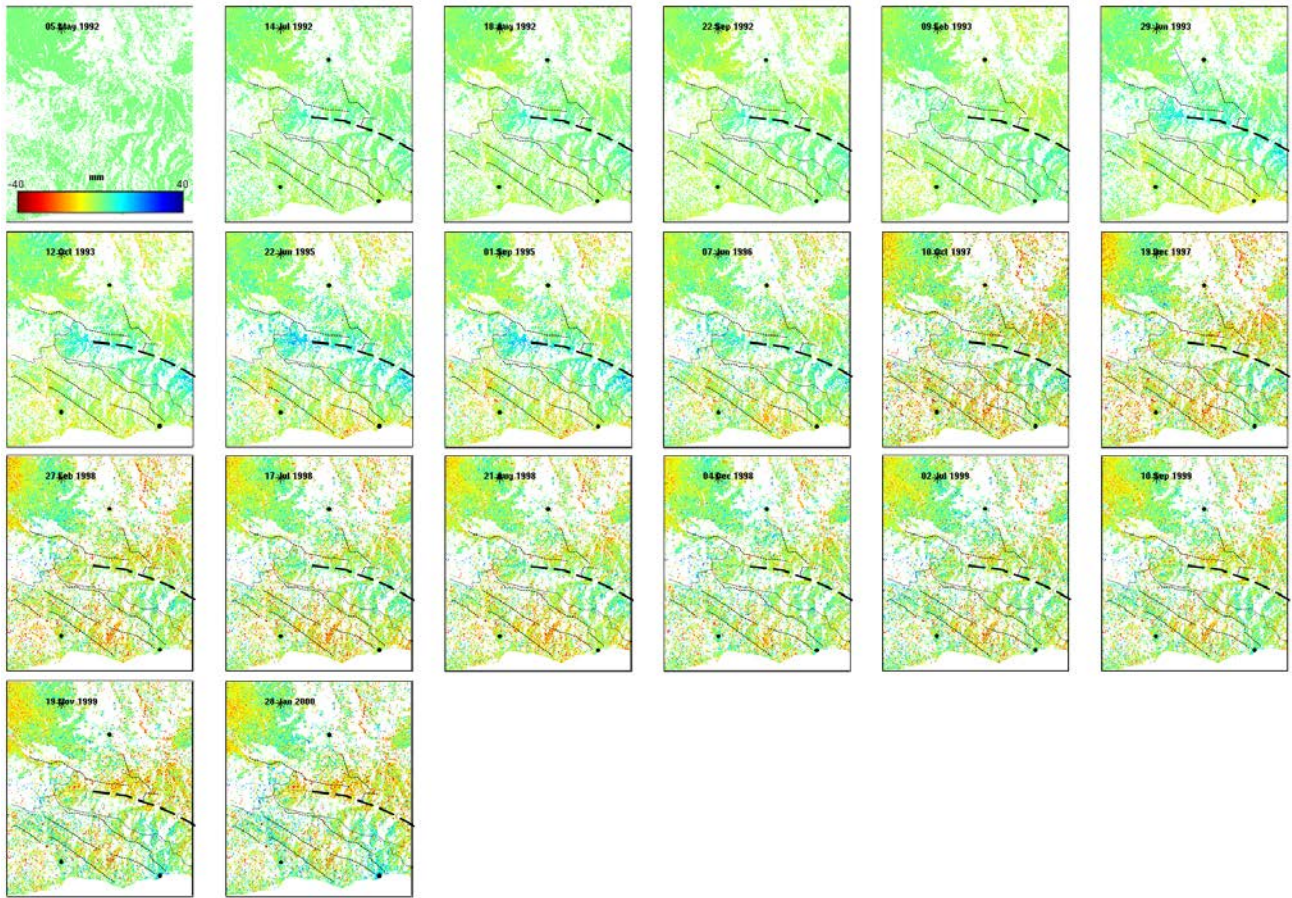 05 May 1992
14 Jul 1992
18 Aug 1992
22 Sep 1992
09 Feb 1993
29 Jun 1993
mm
-40
40
12 Oct 1993
22 Jun 1995
01 Sep 1995
07 Jun 1996
10 Oct 1997
19 Dec 1997
27 Feb 1998
17 Jul 1998
21 Aug 1998
04 Dec 1998
02 Jul 1999
10 Sep 1999
19 Nov 1999
28 Jan 2000